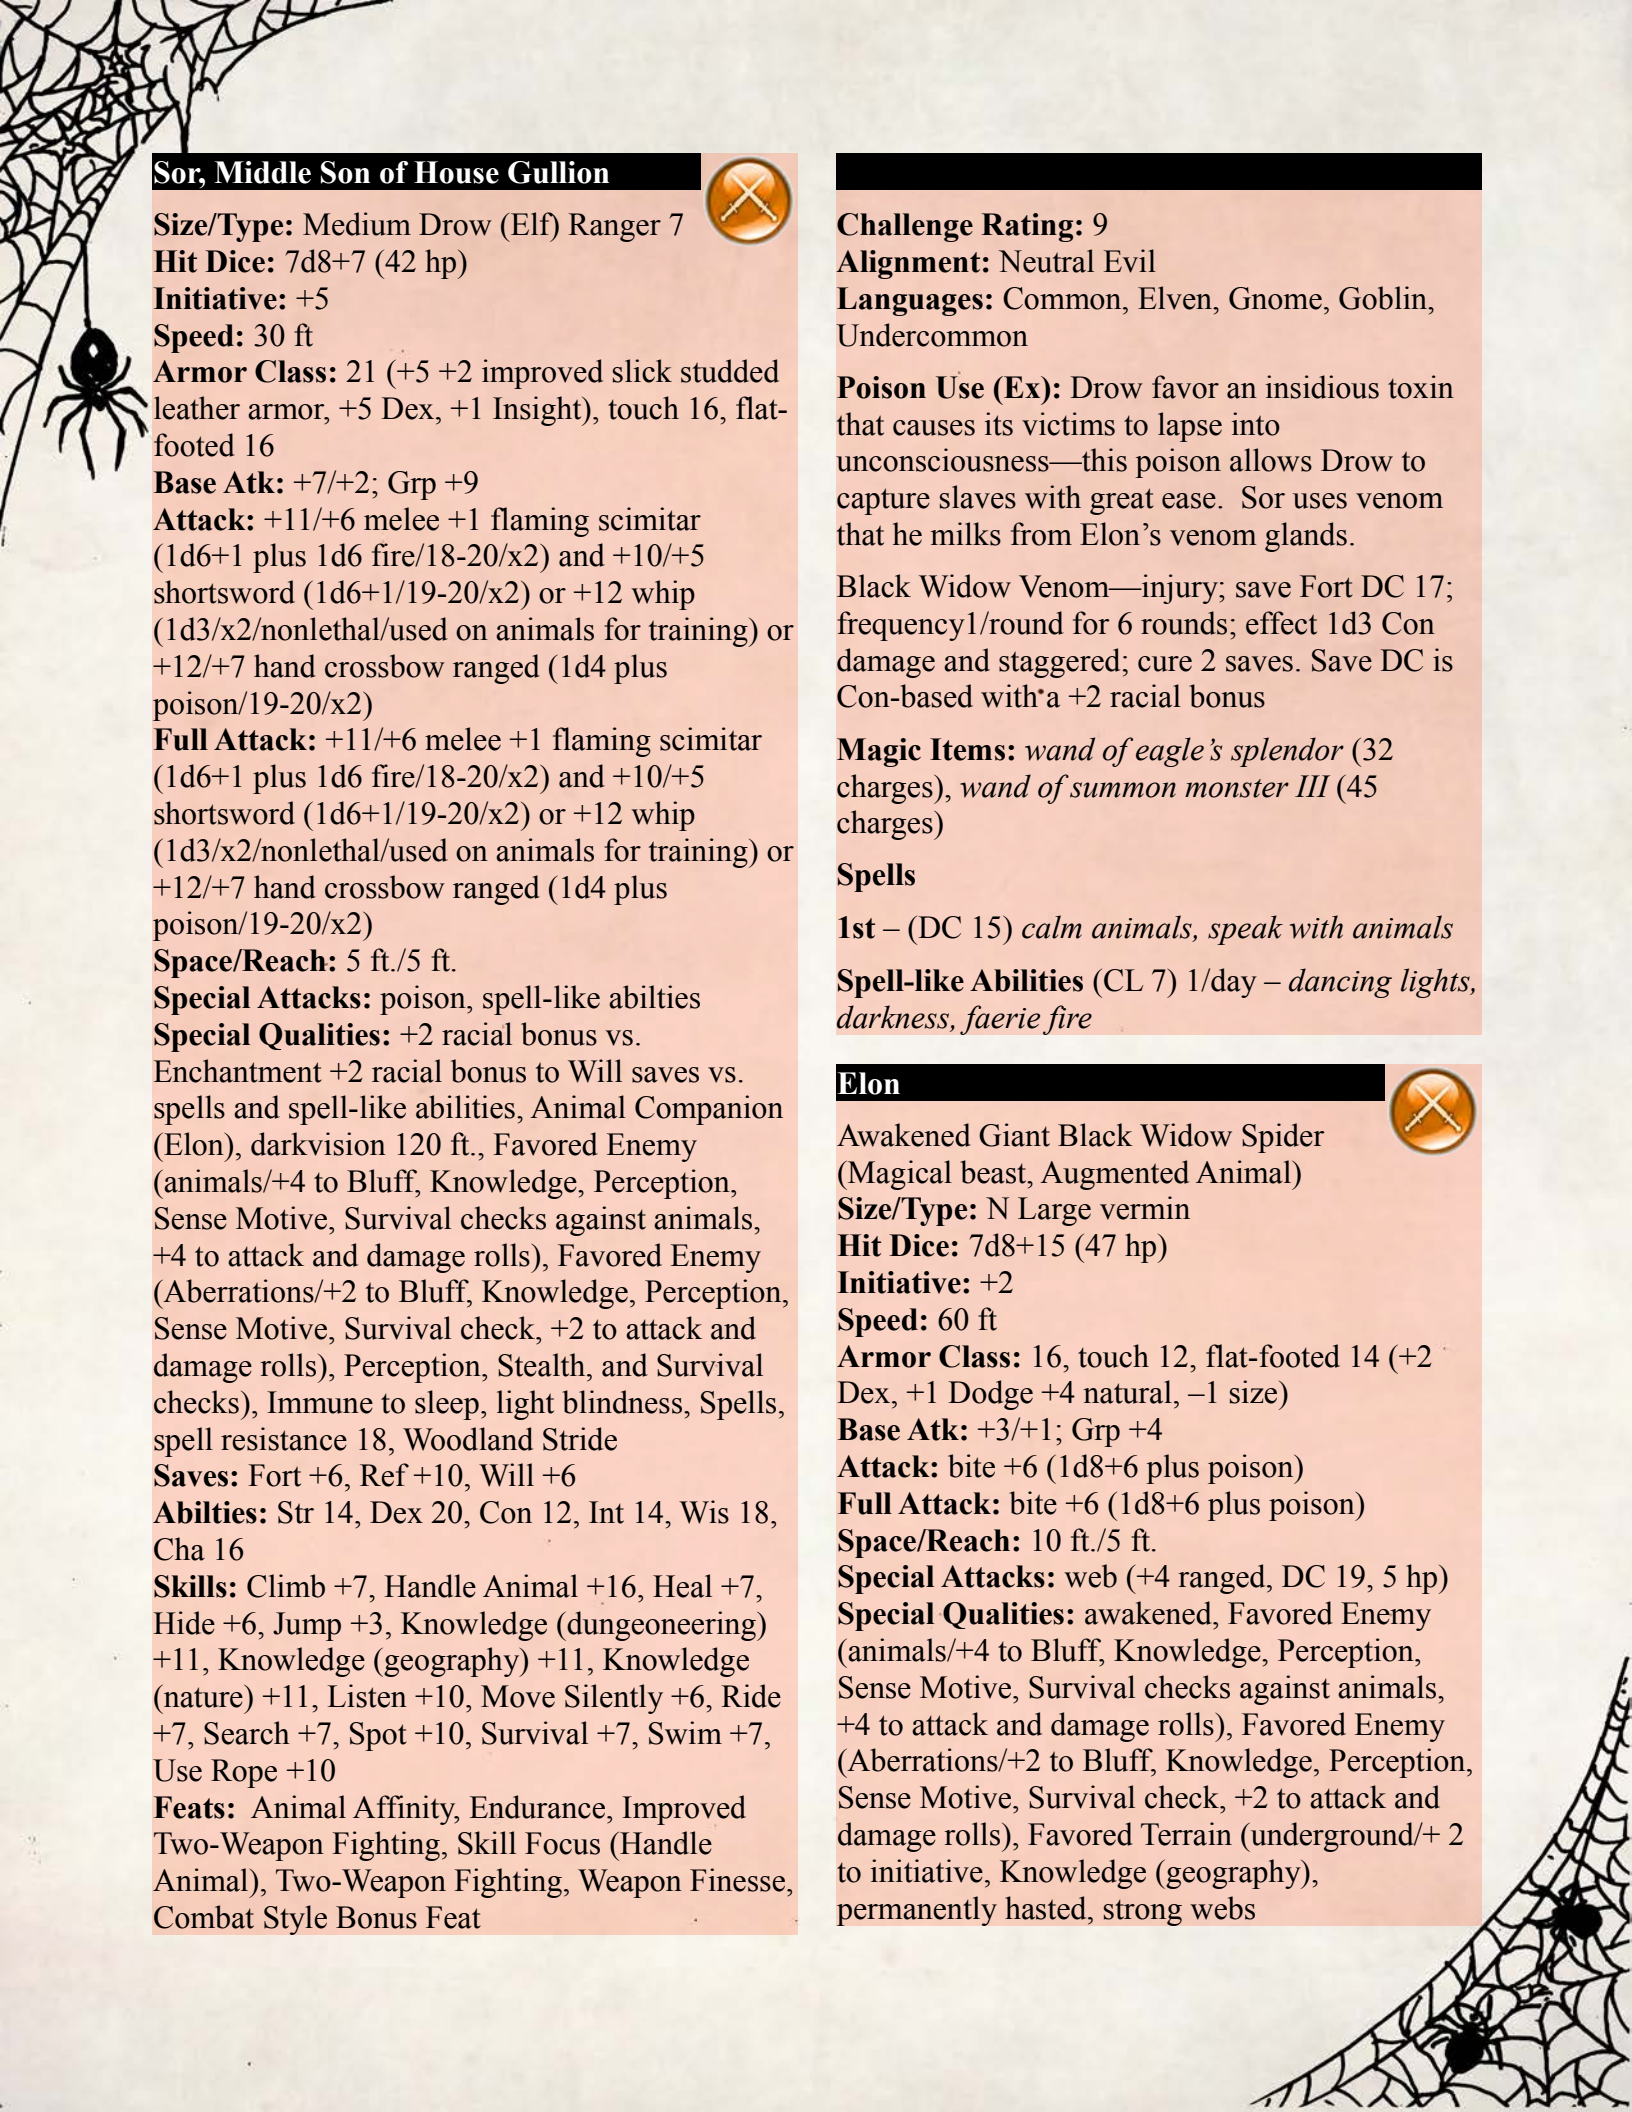 Sor, Middle Son of House Gullion
Size/Type: Medium Drow (Elf) Ranger 7
Hit Dice: 7d8+7 (42 hp)
Initiative: +5
Speed: 30 ft
Armor Class: 21 (+5 +2 improved slick studded
leather armor, +5 Dex, +1 Insight), touch 16, flat-
footed 16
Base Atk: +7/+2; Grp +9
Attack: +11/+6 melee +1 flaming scimitar
(1d6+1 plus 1d6 fire/18-20/x2) and +10/+5
shortsword (1d6+1/19-20/x2) or +12 whip
(1d3/x2/nonlethal/used on animals for training) or
+12/+7 hand crossbow ranged (1d4 plus
poison/19-20/x2)
Full Attack: +11/+6 melee +1 flaming scimitar
(1d6+1 plus 1d6 fire/18-20/x2) and +10/+5
shortsword (1d6+1/19-20/x2) or +12 whip
(1d3/x2/nonlethal/used on animals for training) or
+12/+7 hand crossbow ranged (1d4 plus
poison/19-20/x2)
Space/Reach: 5 ft./5 ft.
Special Attacks: poison, spell-like abilties
Special Qualities: +2 racial bonus vs.
Enchantment +2 racial bonus to Will saves vs.
spells and spell-like abilities, Animal Companion
(Elon), darkvision 120 ft., Favored Enemy
(animals/+4 to Bluff, Knowledge, Perception,
Sense Motive, Survival checks against animals,
+4 to attack and damage rolls), Favored Enemy
(Aberrations/+2 to Bluff, Knowledge, Perception,
Sense Motive, Survival check, +2 to attack and
damage rolls), Perception, Stealth, and Survival
checks), Immune to sleep, light blindness, Spells,
spell resistance 18, Woodland Stride
Saves: Fort +6, Ref +10, Will +6
Abilties: Str 14, Dex 20, Con 12, Int 14, Wis 18,
Cha 16
Skills: Climb +7, Handle Animal +16, Heal +7,
Hide +6, Jump +3, Knowledge (dungeoneering)
+11, Knowledge (geography) +11, Knowledge
(nature) +11, Listen +10, Move Silently +6, Ride
+7, Search +7, Spot +10, Survival +7, Swim +7,
Use Rope +10
Feats: Animal Affinity, Endurance, Improved
Two-Weapon Fighting, Skill Focus (Handle
Animal), Two-Weapon Fighting, Weapon Finesse,
Combat Style Bonus Feat
Challenge Rating: 9
Alignment: Neutral Evil
Languages: Common, Elven, Gnome, Goblin,
Undercommon
Poison Use (Ex): Drow favor an insidious toxin
that causes its victims to lapse into
unconsciousness—this poison allows Drow to
capture slaves with great ease. Sor uses venom
that he milks from Elon’s venom glands.
Black Widow Venom—injury; save Fort DC 17;
frequency1/round for 6 rounds; effect 1d3 Con
damage and staggered; cure 2 saves. Save DC is
Con-based with a +2 racial bonus
Magic Items: wand of eagle’s splendor (32
charges), wand of summon monster III (45
charges)
Spells
1st – (DC 15) calm animals, speak with animals
Spell-like Abilities (CL 7) 1/day – dancing lights,
darkness, faerie fire
Elon
Awakened Giant Black Widow Spider
(Magical beast, Augmented Animal)
Size/Type: N Large vermin
Hit Dice: 7d8+15 (47 hp)
Initiative: +2
Speed: 60 ft
Armor Class: 16, touch 12, flat-footed 14 (+2
Dex, +1 Dodge +4 natural, –1 size)
Base Atk: +3/+1; Grp +4
Attack: bite +6 (1d8+6 plus poison)
Full Attack: bite +6 (1d8+6 plus poison)
Space/Reach: 10 ft./5 ft.
Special Attacks: web (+4 ranged, DC 19, 5 hp)
Special Qualities: awakened, Favored Enemy
(animals/+4 to Bluff, Knowledge, Perception,
Sense Motive, Survival checks against animals,
+4 to attack and damage rolls), Favored Enemy
(Aberrations/+2 to Bluff, Knowledge, Perception,
Sense Motive, Survival check, +2 to attack and
damage rolls), Favored Terrain (underground/+ 2
to initiative, Knowledge (geography),
permanently hasted, strong webs